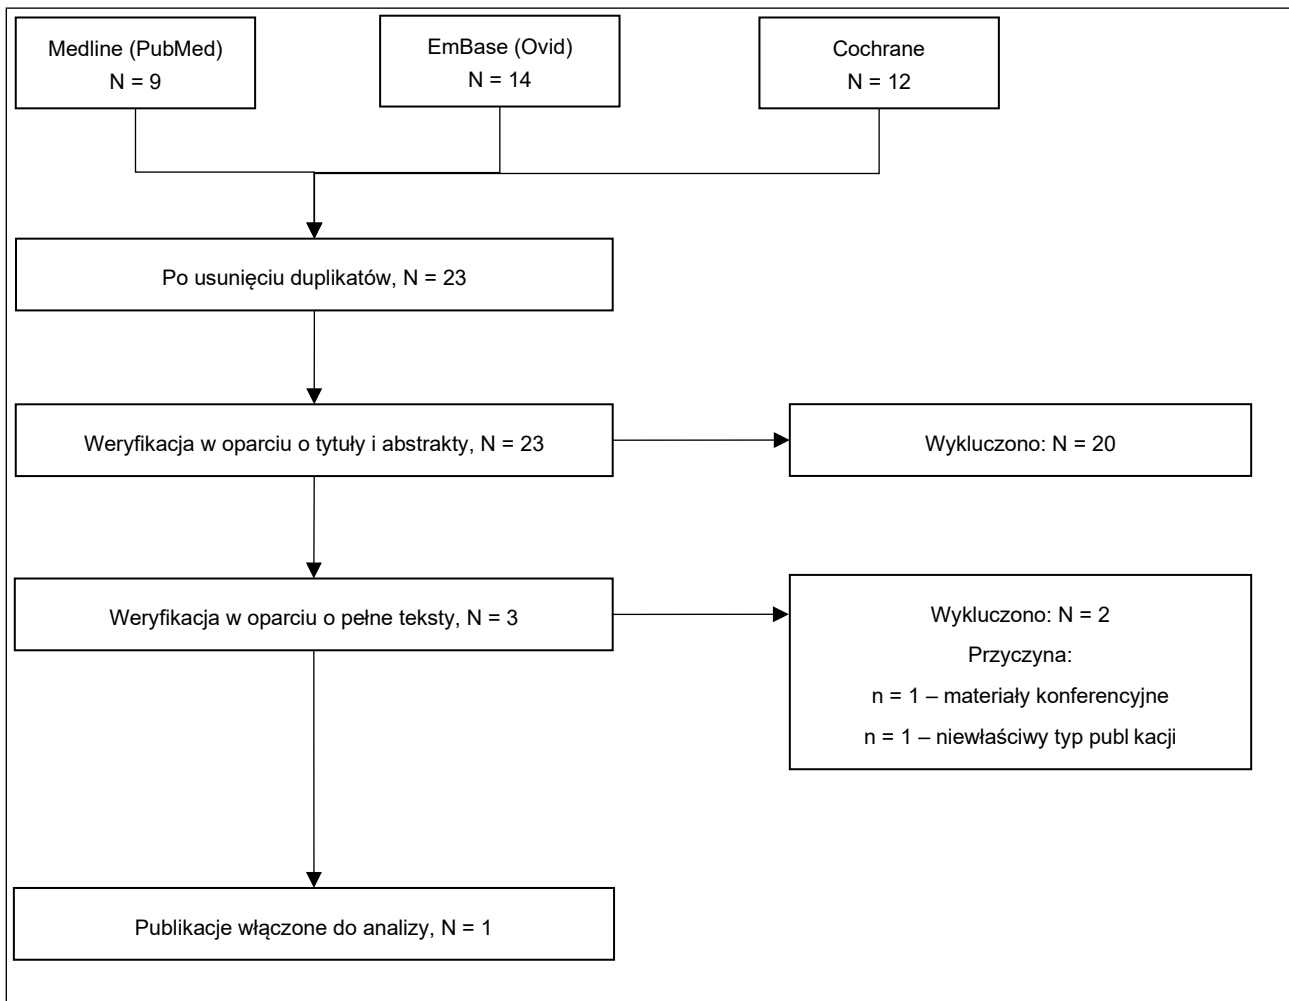 Medline (PubMed)
N = 9
EmBase (Ovid)
N = 14
Cochrane
N = 12
Po usunięciu duplikatów, N = 23
Weryfikacja w oparciu o tytuły i abstrakty, N = 23
Wykluczono: N = 20
Weryfikacja w oparciu o pełne teksty, N = 3
Wykluczono: N = 2
Przyczyna:
n = 1 – materiały konferencyjne
n = 1 – niewłaściwy typ publ kacji
Publikacje włączone do analizy, N = 1